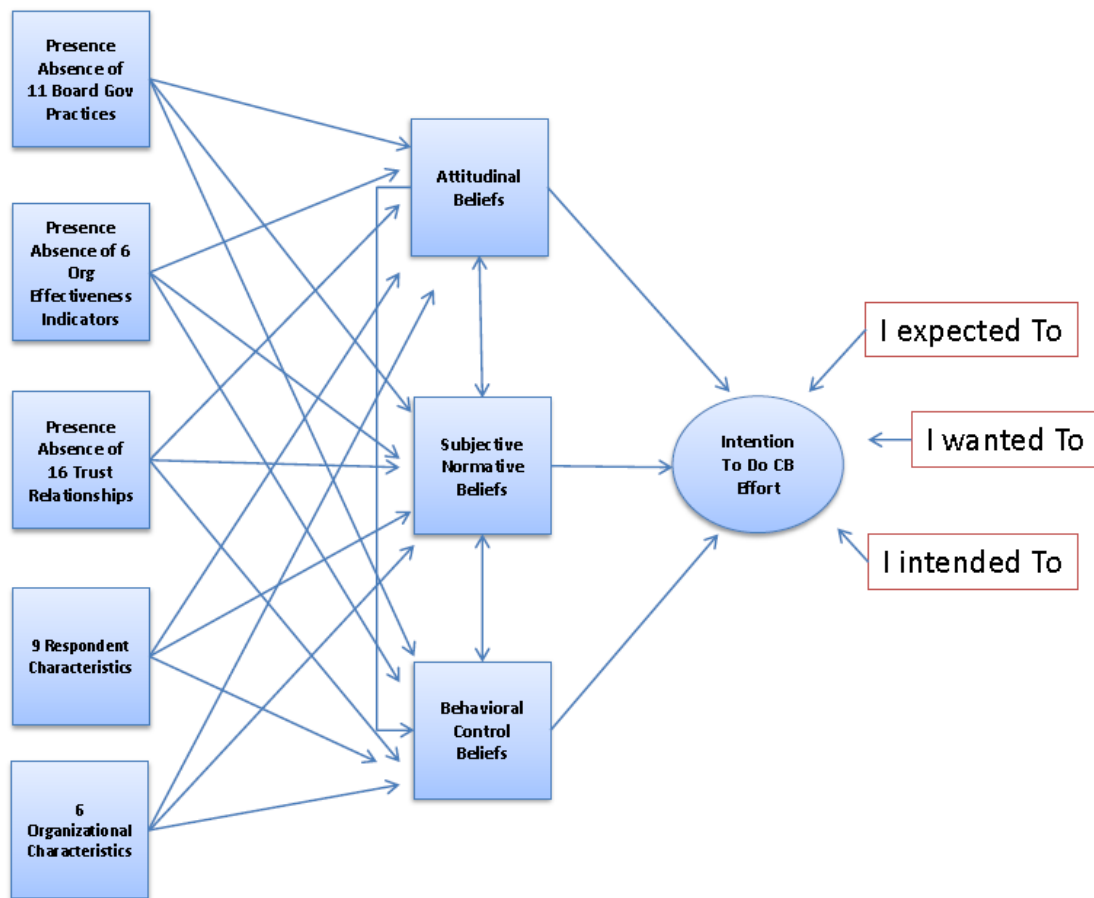 Presence
Absence of
11 Board Gov
Practices
Presence
Absence of 6
Org
Effectiveness
Indicators
Presence
Absence of
16 Trust
Relationships
9 Respondent
Characteristics
6
Organizational
Characteristics
Attitudinal
Beliefs
Subjective
Normative
Beliefs
Behavioral
Control
Beliefs
Intention
To Do CB
Effort
I expected To
I wanted To
I intended To